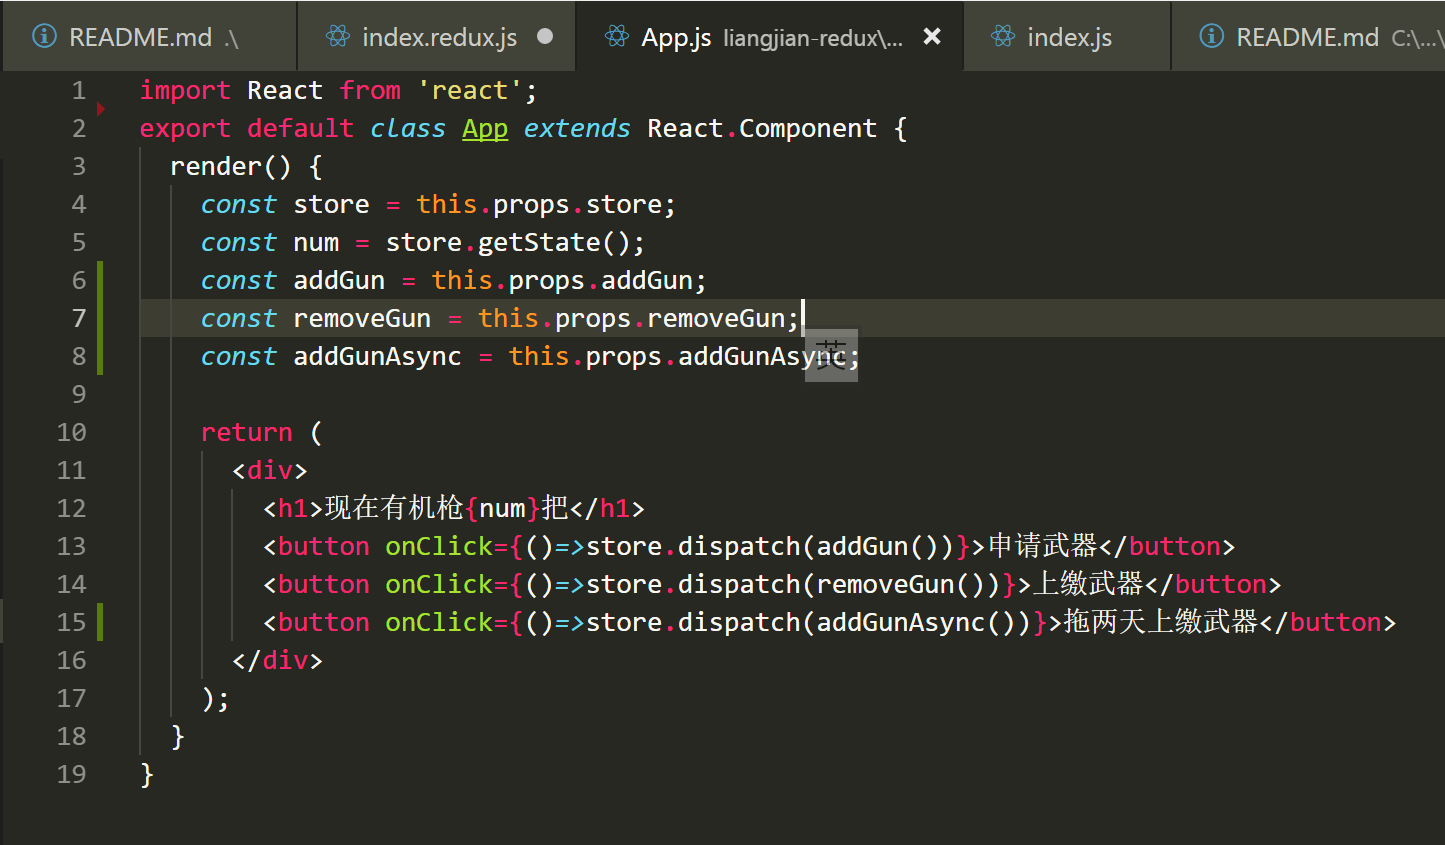 README.md .\
index.redux.js
App.js liangjian-redux\...
index.js
README.md C:\...\
1 import React from 'react';
2 export default class App extends React.Component {
3 render() {
4 const store = this.props.store;
5 const num = store.getState();
6 const addGun = this.props.addGun;
7 const removeGun = this.props.removeGun;
8 const addGunAsync = this.props.addGunAsync;
英
9
10 return (
11 <div>
12 <h1>现在有机枪{num}把</h1>
13 <button onClick={()=>store.dispatch(addGun())}>申请武器</button>
14 <button onClick={()=>store.dispatch(removeGun())}>上缴武器</button>
15 <button onClick={()=>store.dispatch(addGunAsync())}>拖两天上缴武器</button>
16 </div>
17 );
18 }
19 }